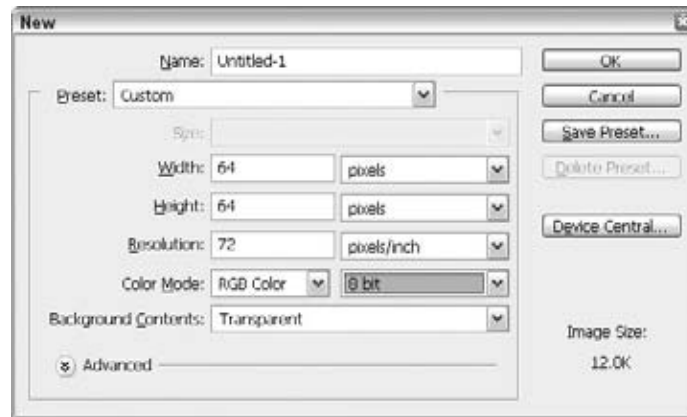 New
Name: Untitled-1
OK
Preset: Custom
Cancel
Size:
Save Preset...
Width: 64 pixels
Delete Preset...
Height: 64 pixels
Device Central...
Resolution: 72 pixels/inch
Color Mode: RGB Color 8 bit
Background Contents: Transparent
Image Size:
Advanced
12.0K